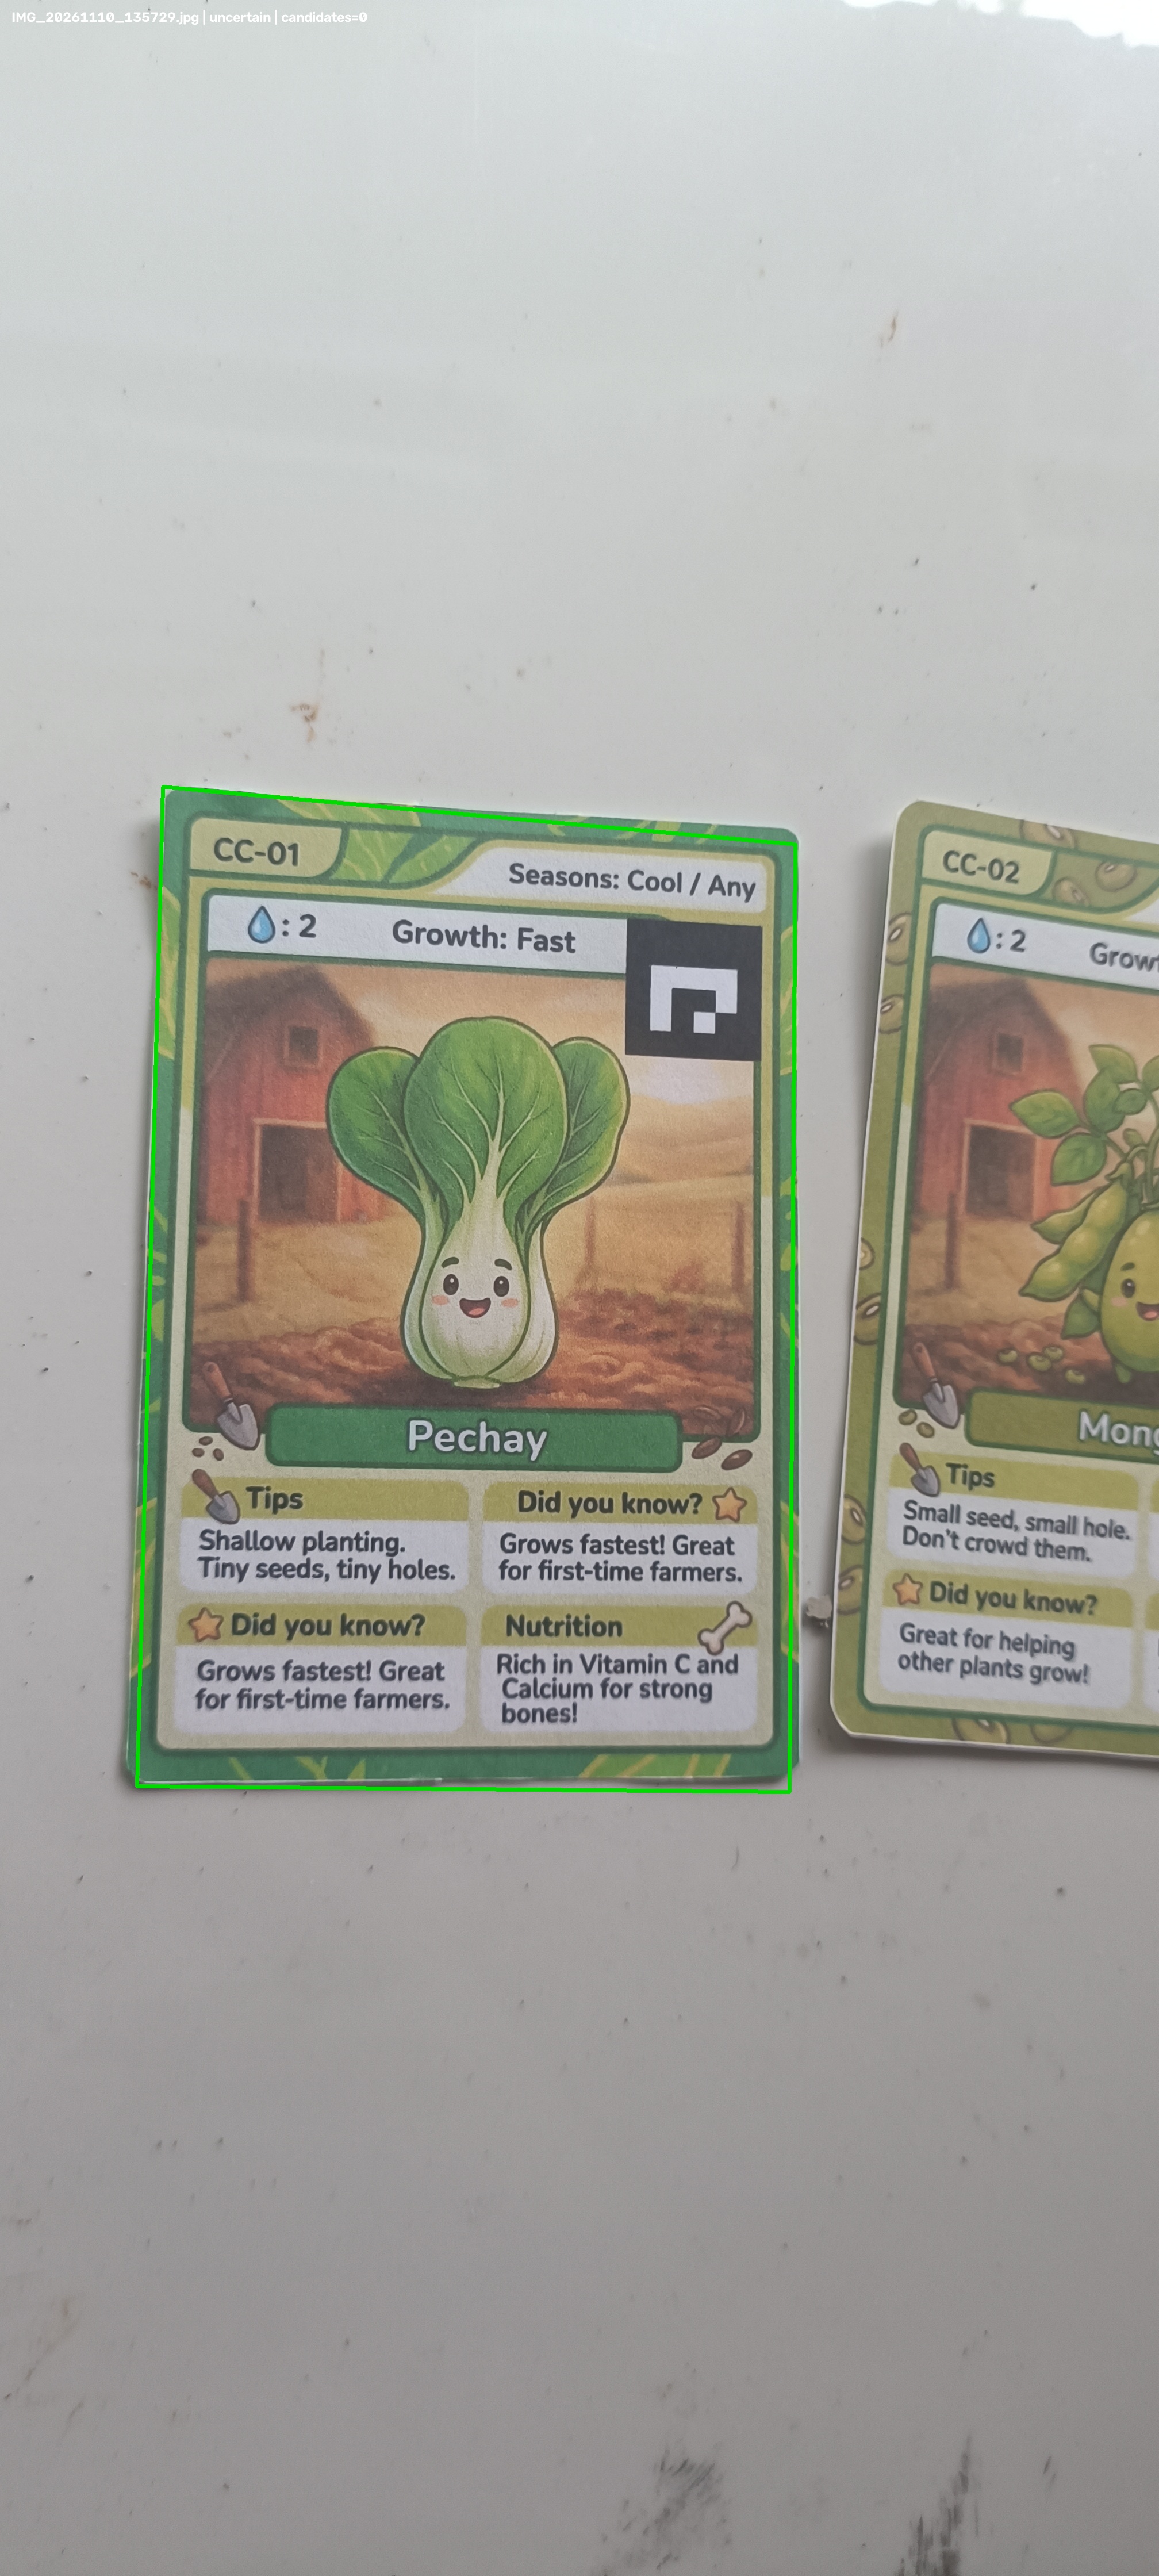 IMG_20261110_135729.jpg | uncertain | candidates=0
CC-01
Seasons: Cool / Any
: 2
Growth: Fast
Pechay
Tips
Shallow planting.
Tiny seeds, tiny holes.
Did you know?
Grows fastest! Great
for first-time farmers.
Did you know?
Grows fastest! Great
for first-time farmers.
Nutrition
Rich in Vitamin C and
Calcium for strong
bones!
CC-02
: 2
Tips
Small seed, small hole.
Don't crowd them.
Did you know?
Great for helping
other plants grow!